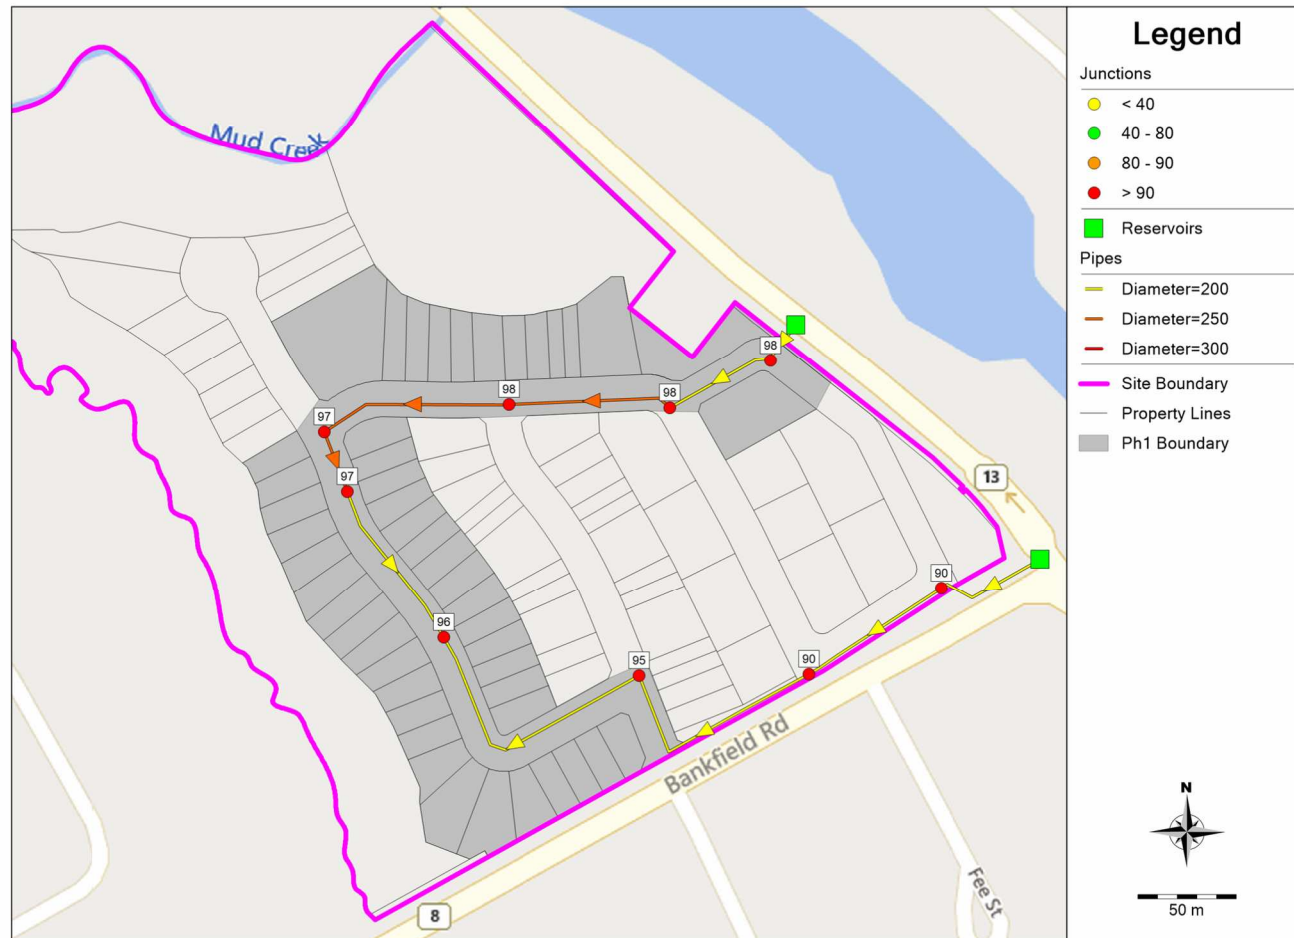 Legend
Junctions
< 40
40 - 80
80 - 90
> 90
Reservoirs
Pipes
Diameter=200
Diameter=250
Diameter=300
Site Boundary
Property Lines
Ph1 Boundary
Mud Creek
98
98
98
97
97
13
90
96
95
90
Bankfield Rd
8
Fee St
N
50 m